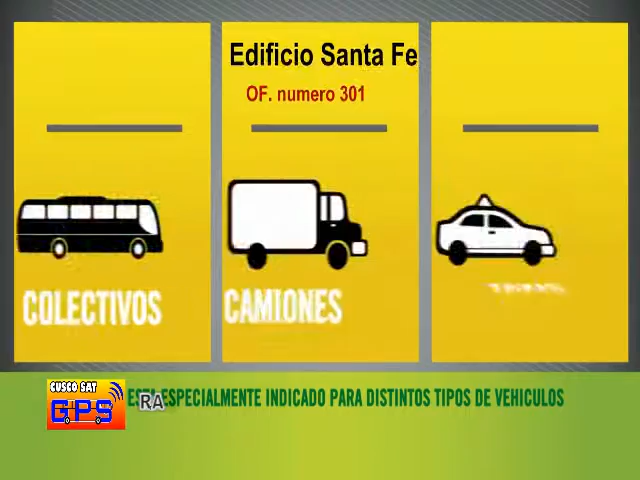 Edificio Santa Fe
OF. numero 301
COLECTIVOS
CAMIONES
CUSCO SAT
GPS
RA
ESTA ESPECIALMENTE INDICADO PARA DISTINTOS TIPOS DE VEHICULOS